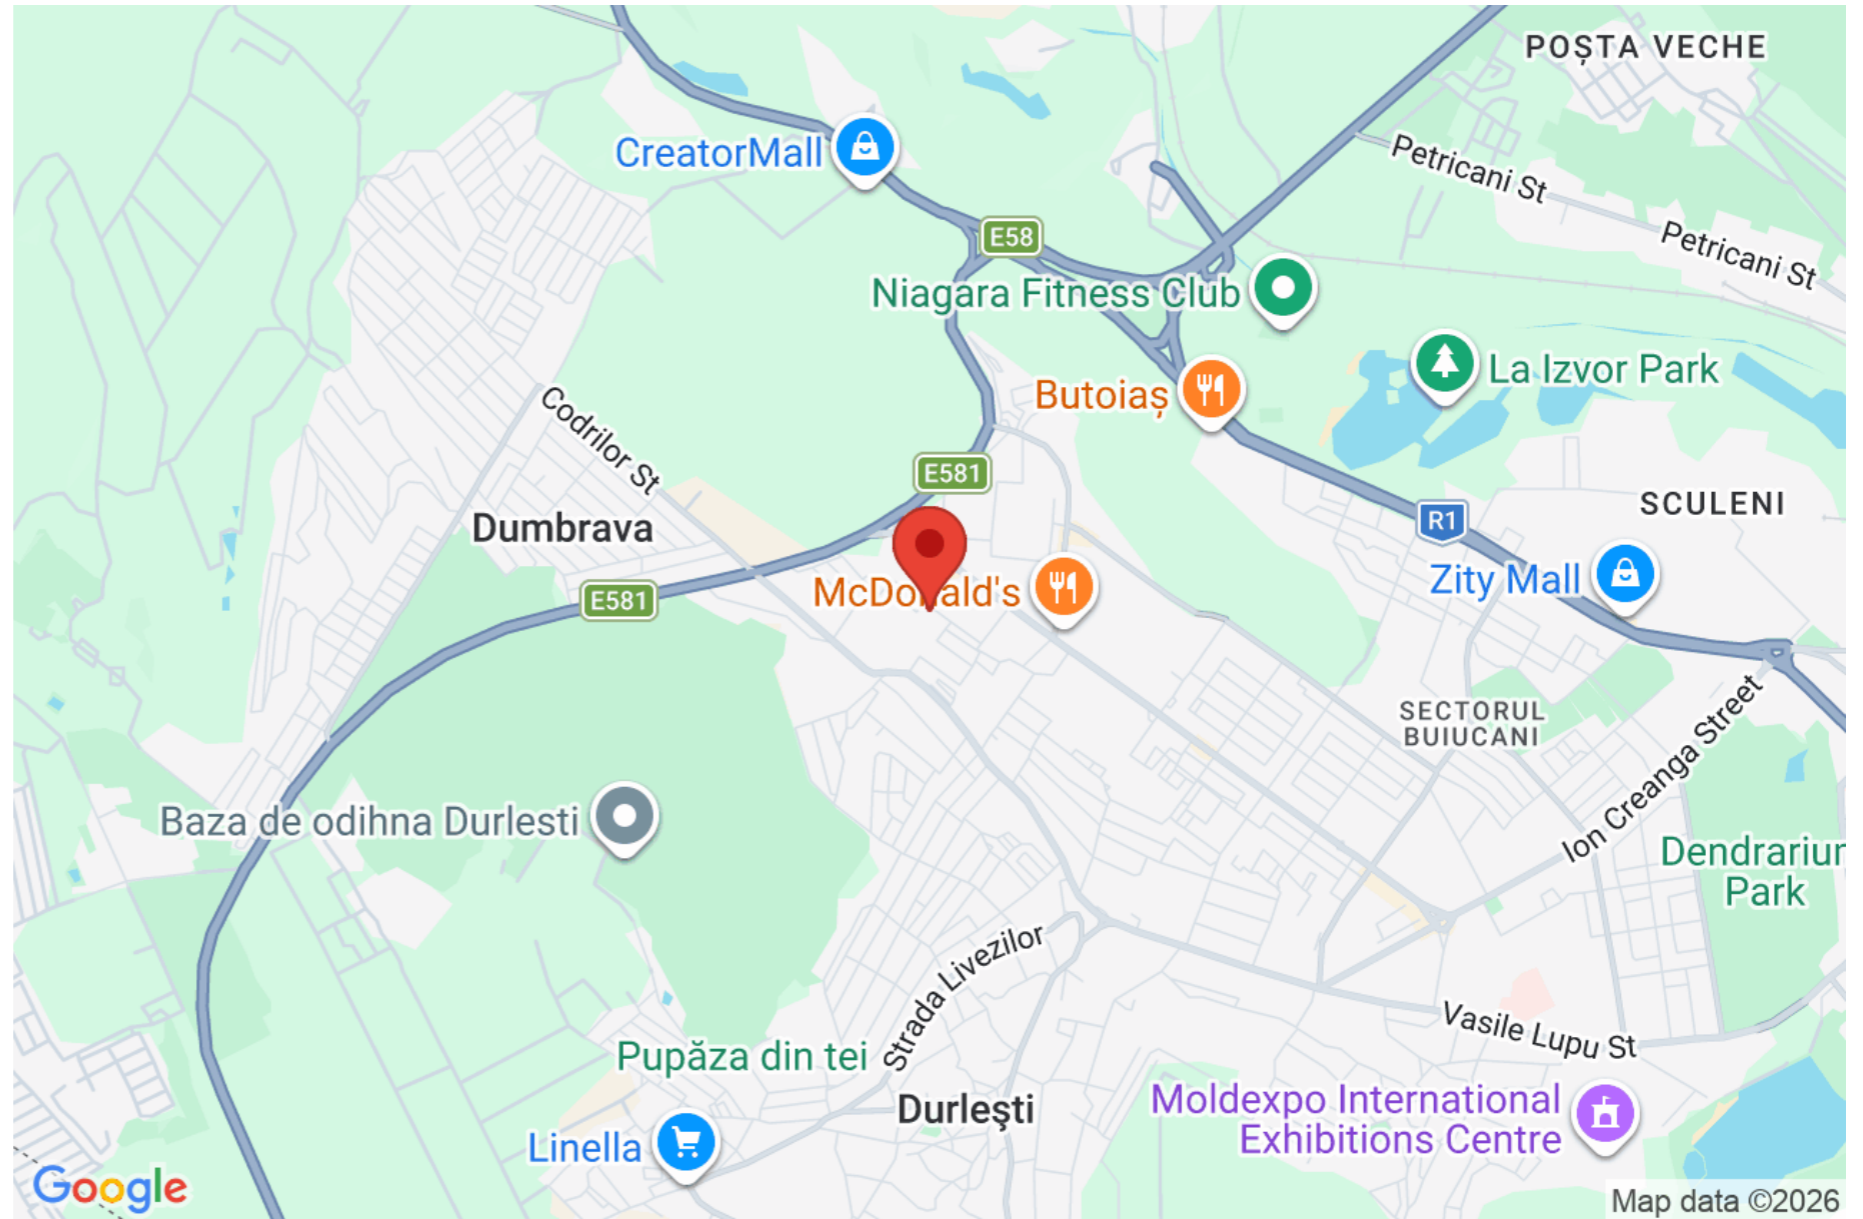 POȘTA VECHE
CreatorMall
Petricani St
Petricani St
E58
Niagara Fitness Club
La Izvor Park
Butoiaș
Codrilor St
E581
Dumbrava
R1
SCULENI
McDonald's
Zity Mall
E581
SECTORUL
BUIUCANI
Ion Creanga Street
Baza de odihna Durlesti
Dendrariur
Park
Strada Livezilor
Vasile Lupu St
Pupăza din tei
Durleşti
Moldexpo International
Exhibitions Centre
Linella
Google
Map data ©2026